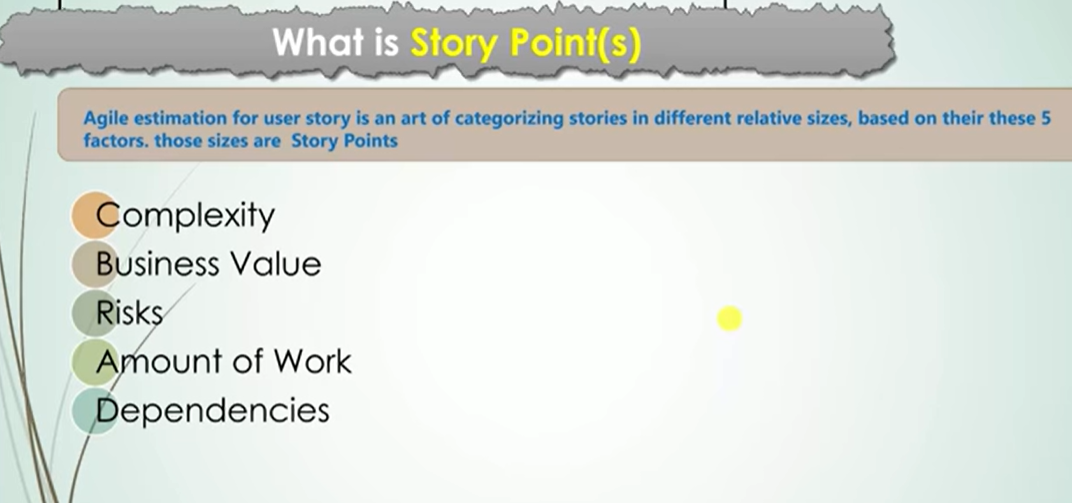 What is Story Point(s)
Agile estimation for user story is an art of categorizing stories in different relative sizes, based on their these 5
factors. those sizes are Story Points
Complexity
Business Value
Risks
Amount of Work
Dependencies